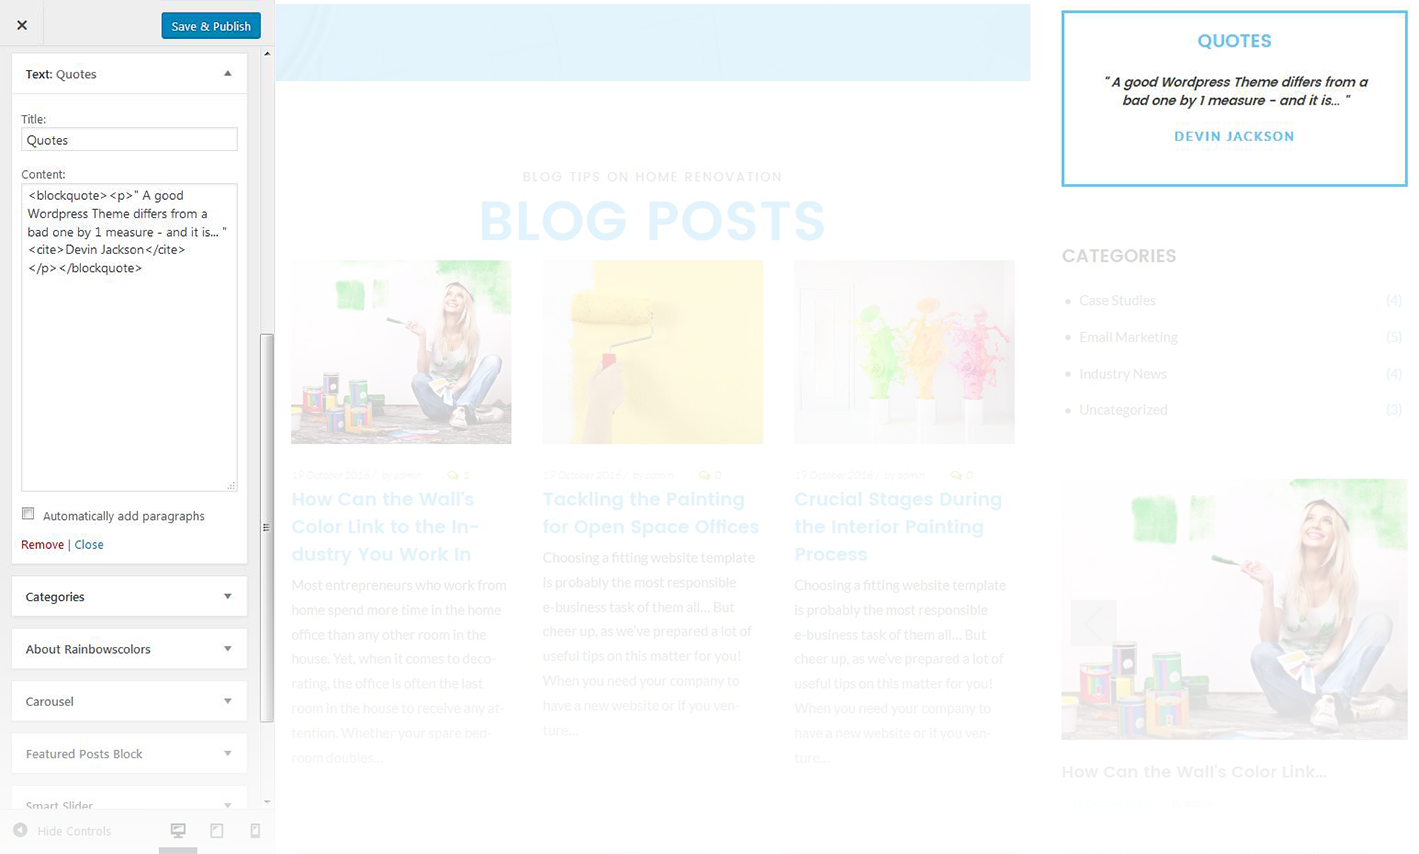 Save & Publish
Text: Quotes
Title:
Quotes
Content:
<blockquote><p>" A good
Wordpress Theme differs from a
bad one by 1 measure - and it is... "
<cite>Devin Jackson</cite>
</p></blockquote>
Automatically add paragraphs
Remove | Close
Categories
About Rainbowscolors
Carousel
Featured Posts Block
Smart Slider
Hide Controls
BLOG TIPS ON HOME RENOVATION
BLOG POSTS
19 October 2016 / by admin 1
How Can the Wall's
Color Link to the In-
dustry You Work In
Most entrepreneurs who work from
home spend more time in the home
office than any other room in the
house. Yet, when it comes to deco-
rating, the office is often the last
room in the house to receive any at-
tention. Whether your spare bed-
room doubles...
19 October 2016 / by admin 0
Tackling the Painting
for Open Space Offices
Choosing a fitting website template
is probably the most responsible
e-business task of them all... But
cheer up, as we've prepared a lot of
useful tips on this matter for you!
When you need your company to
have a new website or if you ven-
ture...
19 October 2016 / by admin 0
Crucial Stages During
the Interior Painting
Process
Choosing a fitting website template
is probably the most responsible
e-business task of them all... But
cheer up, as we've prepared a lot of
useful tips on this matter for you!
When you need your company to
have a new website or if you ven-
ture...
QUOTES
" A good Wordpress Theme differs from a
bad one by 1 measure - and it is... "
DEVIN JACKSON
CATEGORIES
Case Studies (4)
Email Marketing (5)
Industry News (4)
Uncategorized (3)
How Can the Wall's Color Link...